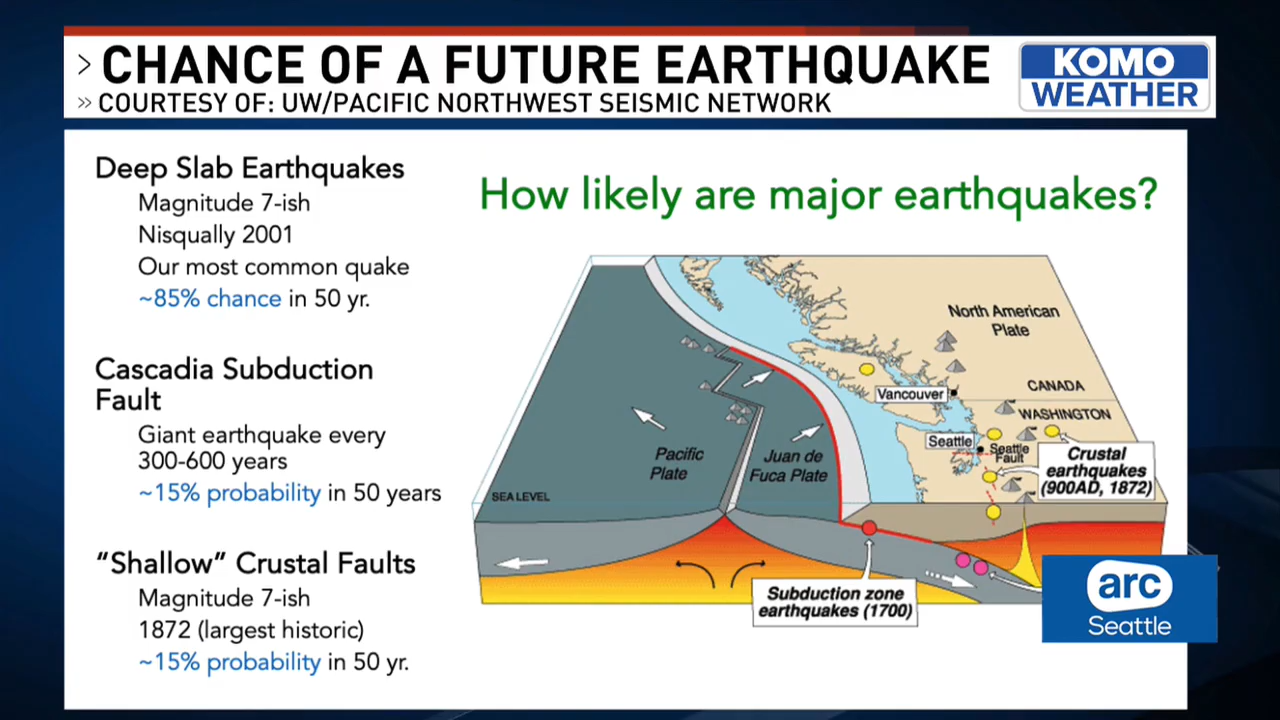 > CHANCE OF A FUTURE EARTHQUAKE
» COURTESY OF: UW/PACIFIC NORTHWEST SEISMIC NETWORK
KOMO
WEATHER
Deep Slab Earthquakes
Magnitude 7-ish
Nisqually 2001
Our most common quake
~85% chance in 50 yr.
Cascadia Subduction
Fault
Giant earthquake every
300-600 years
~15% probability in 50 years
“Shallow” Crustal Faults
Magnitude 7-ish
1872 (largest historic)
~15% probability in 50 yr.
How likely are major earthquakes?
North American
Plate
CANADA
Vancouver
WASHINGTON
Seattle
Seattle
Fault
Crustal
earthquakes
(900AD, 1872)
Pacific
Plate
Juan de
Fuca Plate
SEA LEVEL
Subduction zone
earthquakes (1700)
arc
Seattle